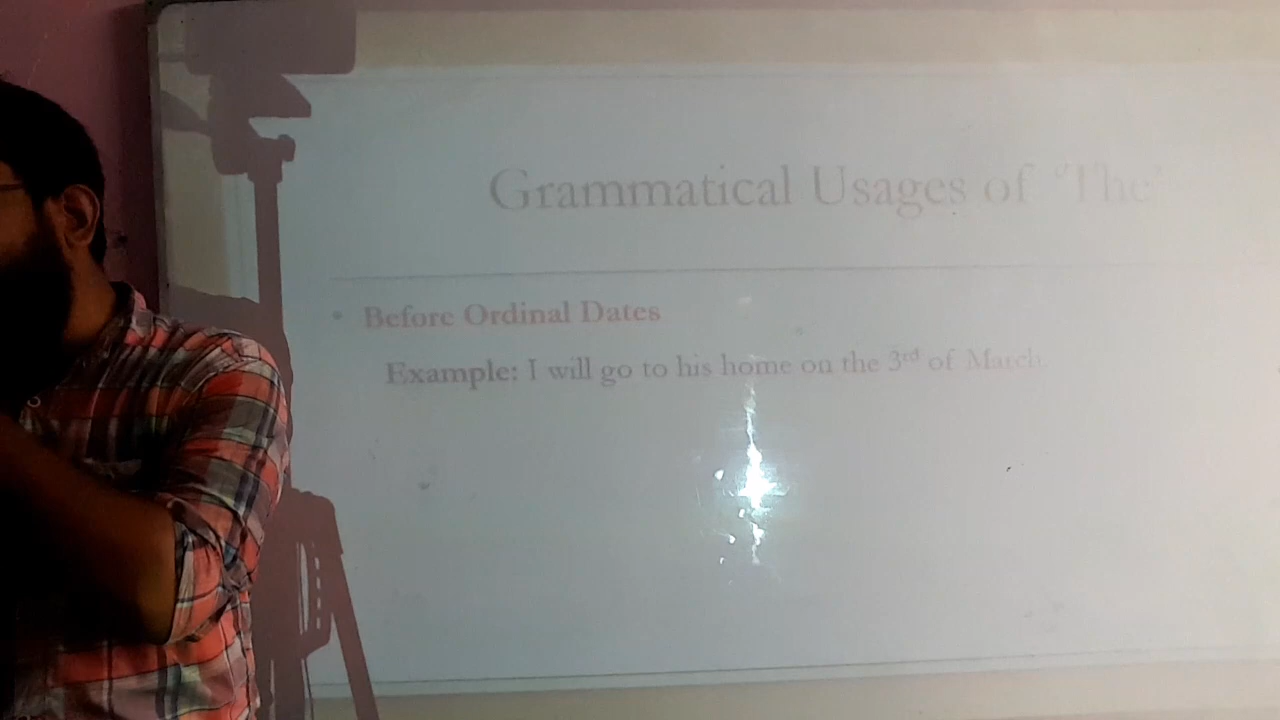 Grammatical Usages of 'The'
• Before Ordinal Dates
Example: I will go to his home on the 3rd of March.